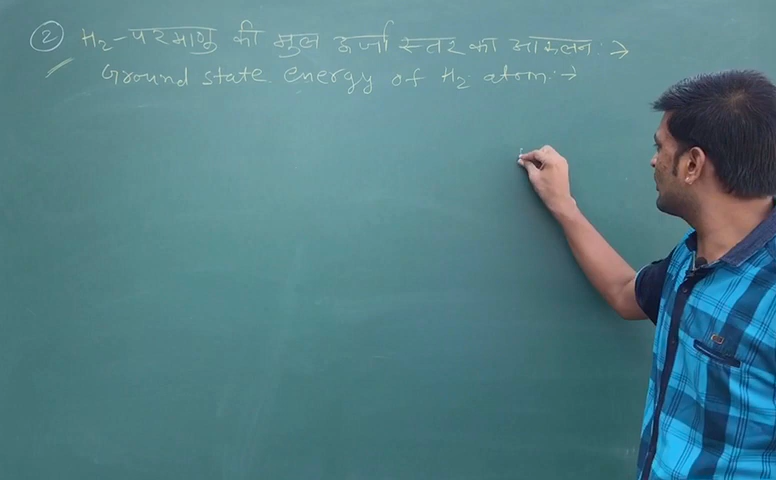 ② H₂-परमाणु की मुल ऊर्जा स्तर का आकलन :→
Ground state energy of H₂ atom :→